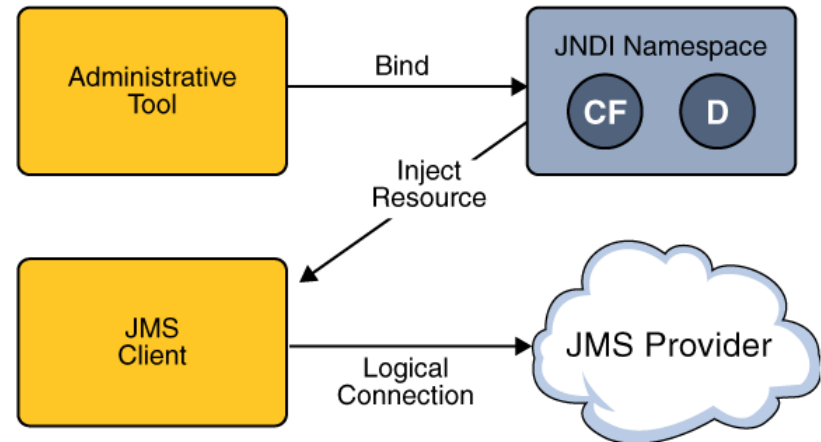 Administrative
Tool
Bind
JNDI Namespace
CF
D
Inject
Resource
JMS
Client
Logical
Connection
JMS Provider